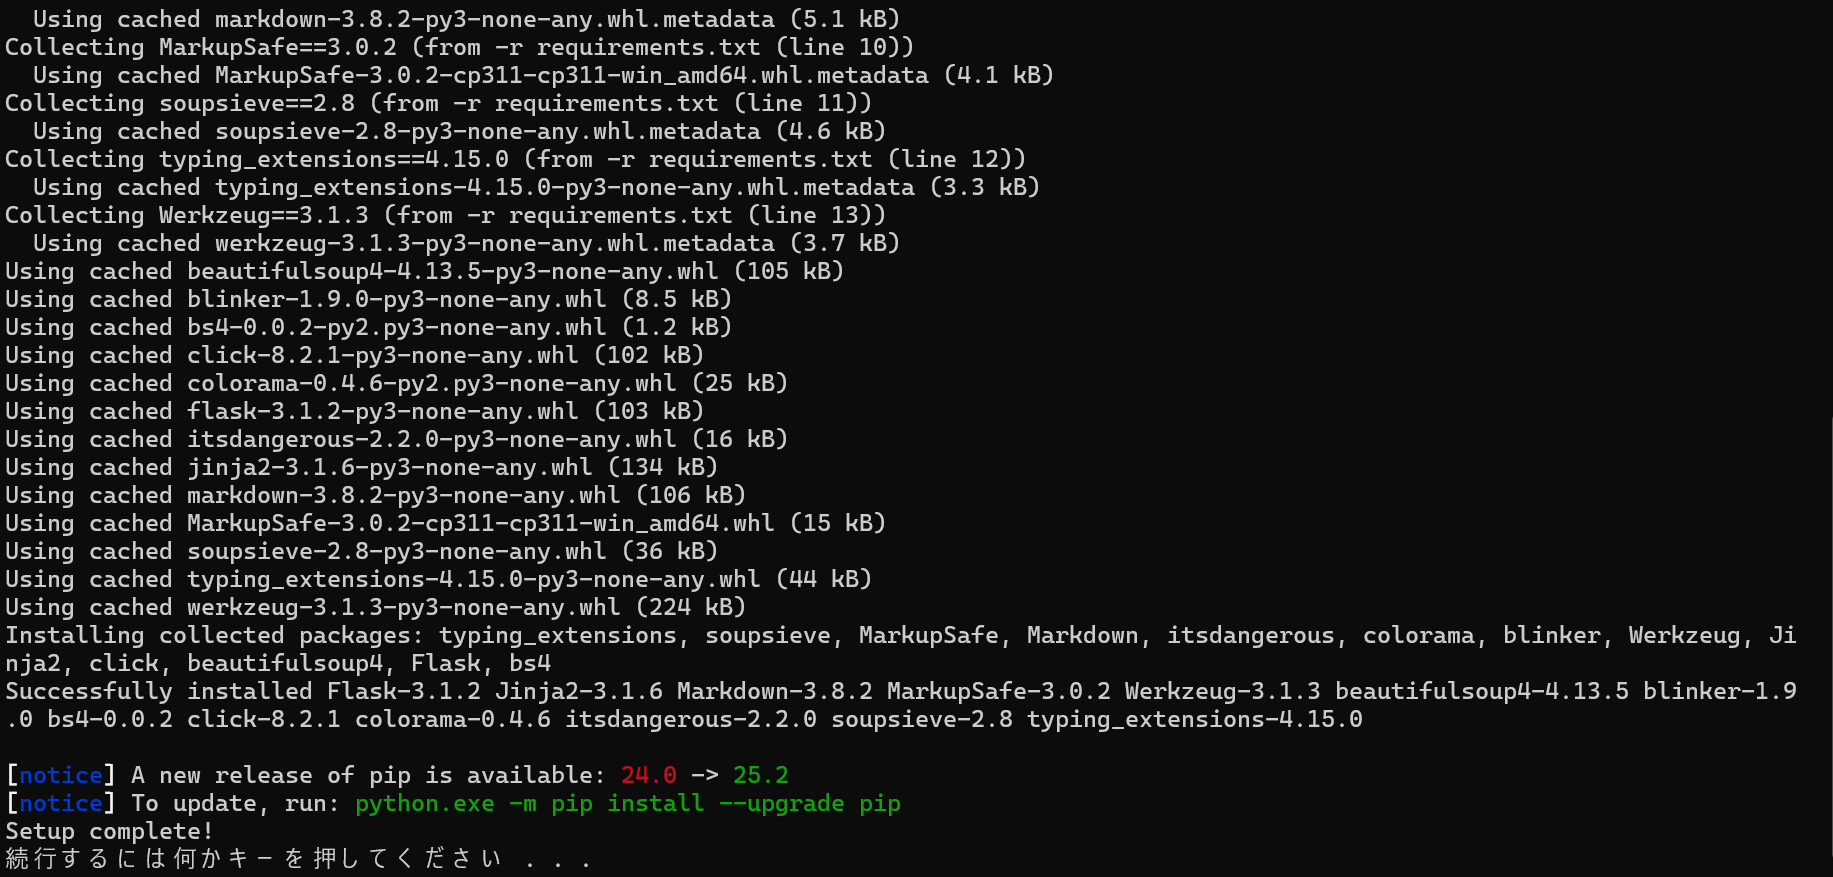 Using cached markdown-3.8.2-py3-none-any.whl.metadata (5.1 kB)
Collecting MarkupSafe==3.0.2 (from -r requirements.txt (line 10))
  Using cached MarkupSafe-3.0.2-cp311-cp311-win_amd64.whl.metadata (4.1 kB)
Collecting soupsieve==2.8 (from -r requirements.txt (line 11))
  Using cached soupsieve-2.8-py3-none-any.whl.metadata (4.6 kB)
Collecting typing_extensions==4.15.0 (from -r requirements.txt (line 12))
  Using cached typing_extensions-4.15.0-py3-none-any.whl.metadata (3.3 kB)
Collecting Werkzeug==3.1.3 (from -r requirements.txt (line 13))
  Using cached werkzeug-3.1.3-py3-none-any.whl.metadata (3.7 kB)
Using cached beautifulsoup4-4.13.5-py3-none-any.whl (105 kB)
Using cached blinker-1.9.0-py3-none-any.whl (8.5 kB)
Using cached bs4-0.0.2-py2.py3-none-any.whl (1.2 kB)
Using cached click-8.2.1-py3-none-any.whl (102 kB)
Using cached colorama-0.4.6-py2.py3-none-any.whl (25 kB)
Using cached flask-3.1.2-py3-none-any.whl (103 kB)
Using cached itsdangerous-2.2.0-py3-none-any.whl (16 kB)
Using cached jinja2-3.1.6-py3-none-any.whl (134 kB)
Using cached markdown-3.8.2-py3-none-any.whl (106 kB)
Using cached MarkupSafe-3.0.2-cp311-cp311-win_amd64.whl (15 kB)
Using cached soupsieve-2.8-py3-none-any.whl (36 kB)
Using cached typing_extensions-4.15.0-py3-none-any.whl (44 kB)
Using cached werkzeug-3.1.3-py3-none-any.whl (224 kB)
Installing collected packages: typing_extensions, soupsieve, MarkupSafe, Markdown, itsdangerous, colorama, blinker, Werkzeug, Ji
nja2, click, beautifulsoup4, Flask, bs4
Successfully installed Flask-3.1.2 Jinja2-3.1.6 Markdown-3.8.2 MarkupSafe-3.0.2 Werkzeug-3.1.3 beautifulsoup4-4.13.5 blinker-1.9
.0 bs4-0.0.2 click-8.2.1 colorama-0.4.6 itsdangerous-2.2.0 soupsieve-2.8 typing_extensions-4.15.0

[notice] A new release of pip is available: 24.0 -> 25.2
[notice] To update, run: python.exe -m pip install --upgrade pip
Setup complete!
続行するには何かキーを押してください . . .